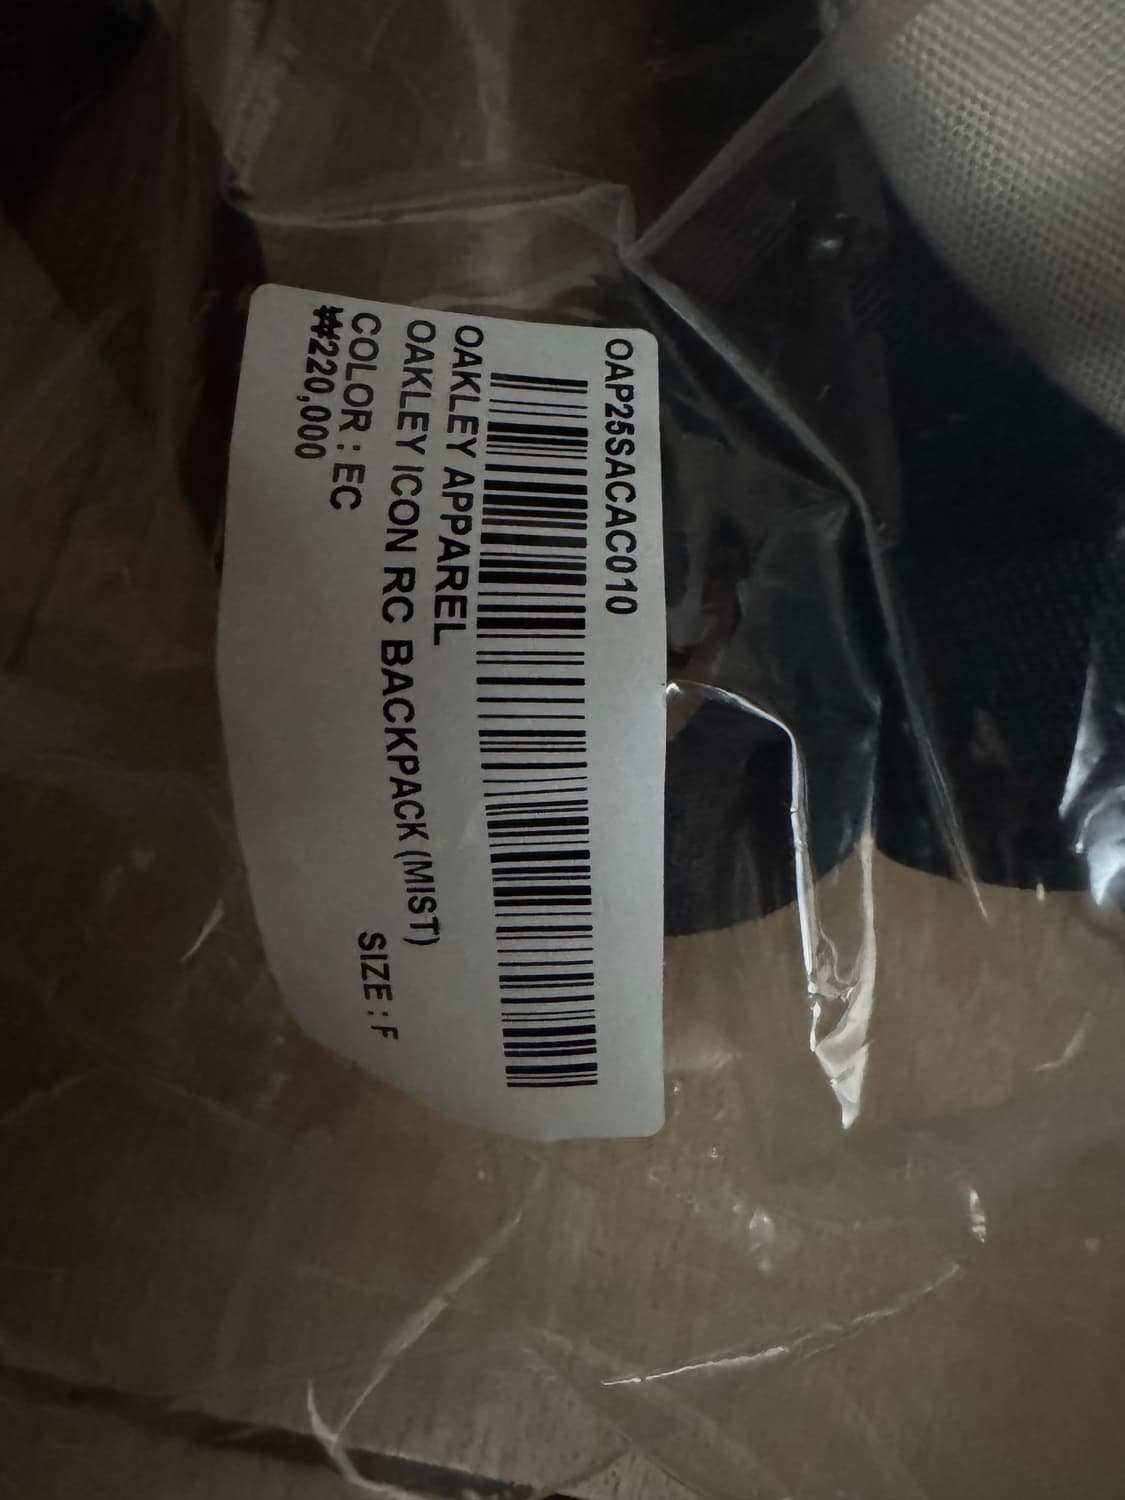 OAP25SACAC010
OAKLEY APPAREL
OAKLEY ICON RC BACKPACK (MIST)
COLOR : EC SIZE : F
₩220,000